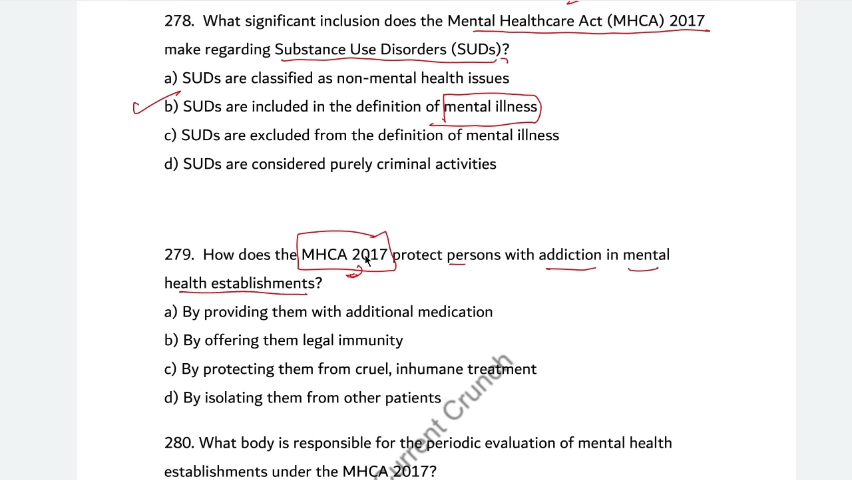 278. What significant inclusion does the Mental Healthcare Act (MHCA) 2017
make regarding Substance Use Disorders (SUDs)?
a) SUDs are classified as non-mental health issues
b) SUDs are included in the definition of mental illness
c) SUDs are excluded from the definition of mental illness
d) SUDs are considered purely criminal activities
279. How does the MHCA 2017 protect persons with addiction in mental
health establishments?
a) By providing them with additional medication
b) By offering them legal immunity
c) By protecting them from cruel, inhumane treatment
d) By isolating them from other patients
280. What body is responsible for the periodic evaluation of mental health
establishments under the MHCA 2017?
urrent Crunch